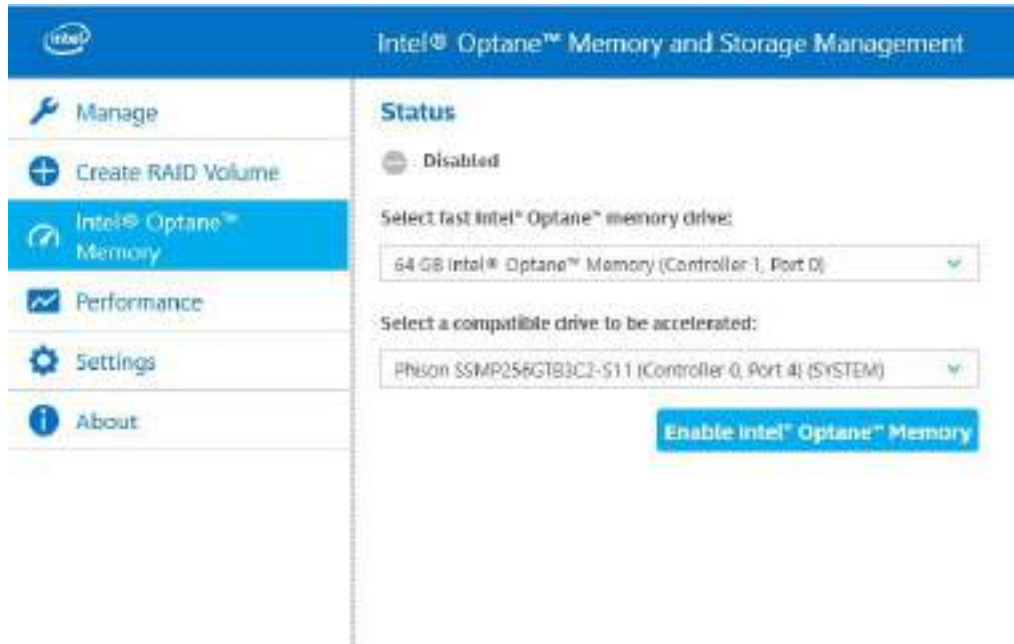 intel
Intel® Optane™ Memory and Storage Management
Manage
Create RAID Volume
Intel® Optane™
Memory
Performance
Settings
About
Status
Disabled
Select fast Intel® Optane™ memory drive:
64 GB Intel® Optane™ Memory (Controller 1, Port 0)
Select a compatible drive to be accelerated:
Phison SSMP256GTB3C2-S11 (Controller 0, Port 4) (SYSTEM)
Enable Intel® Optane™ Memory